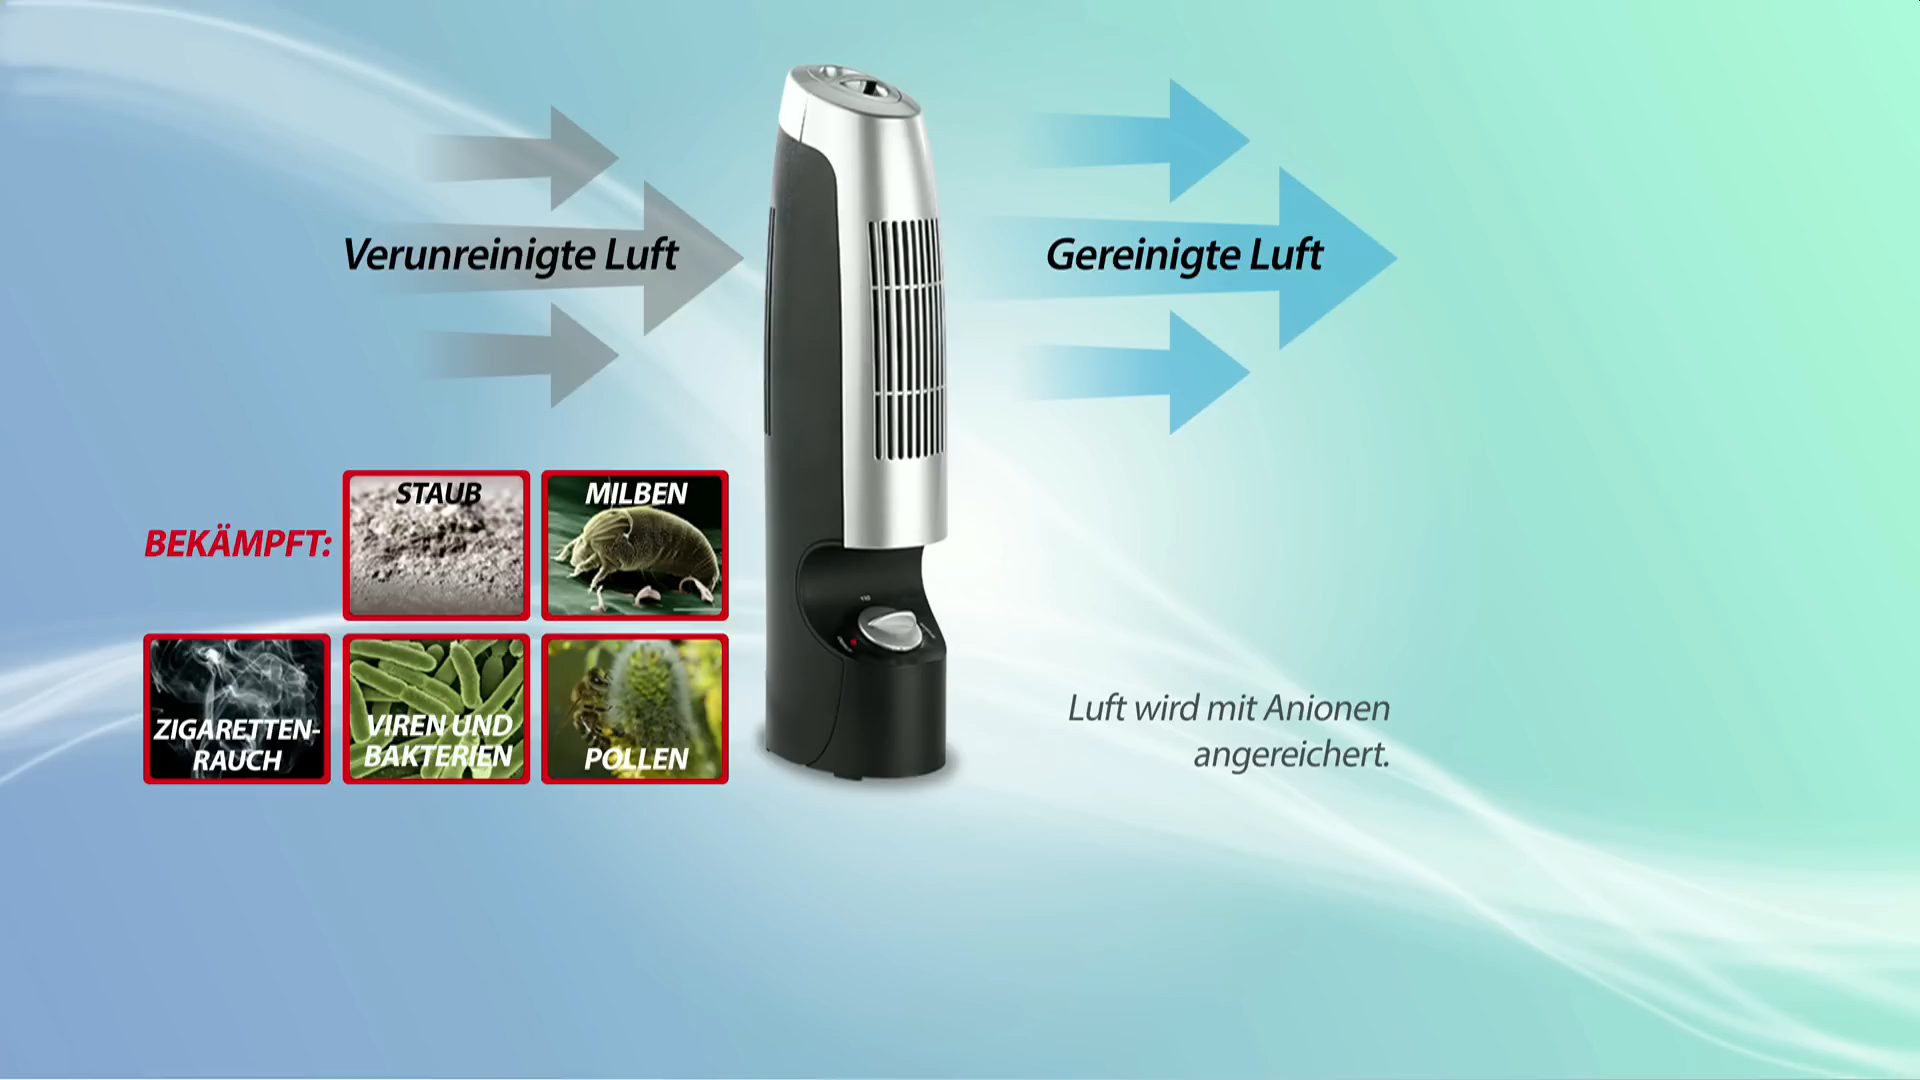 Verunreinigte Luft
Gereinigte Luft
BEKÄMPFT:
STAUB
MILBEN
ZIGARETTEN-
RAUCH
VIREN UND
BAKTERIEN
POLLEN
Luft wird mit Anionen
angereichert.